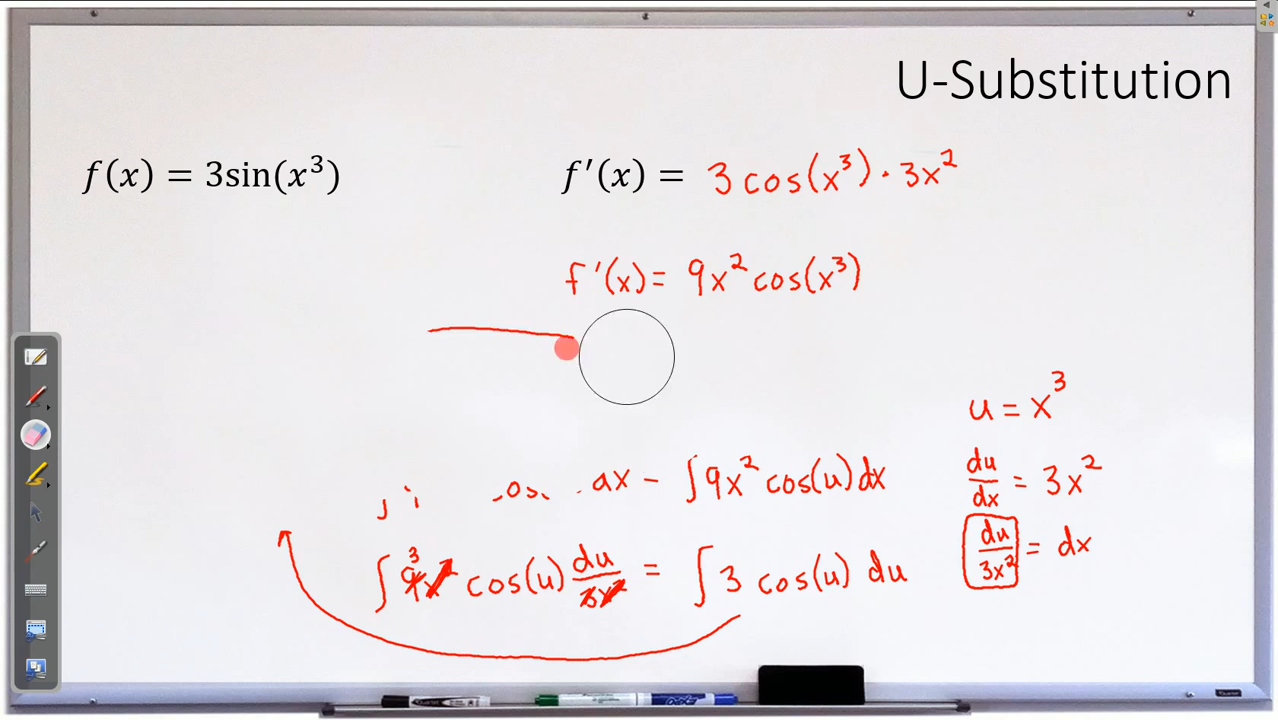 U-Substitution
f(x) = 3sin(x³)
f'(x) = 3 cos(x³) · 3x²
f'(x) = 9x² cos(x³)
u = x³
∫9x² cos(u) dx
du/dx = 3x²
du/3x² = dx
∫ 9x² 3 cos(u) du/3x² = ∫ 3 cos(u) du